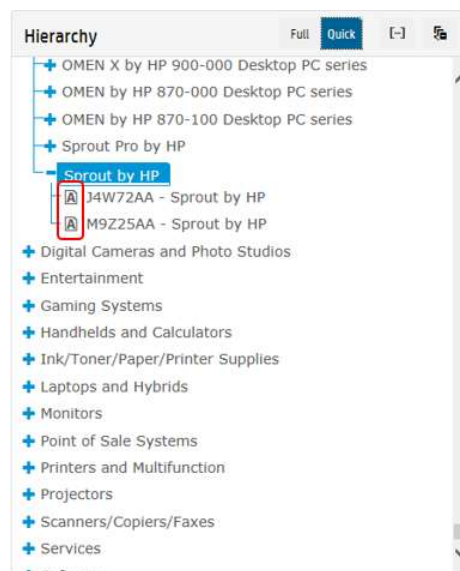 Hierarchy Full Quick [-]
OMEN X by HP 900-000 Desktop PC series
OMEN by HP 870-000 Desktop PC series
OMEN by HP 870-100 Desktop PC series
Sprout Pro by HP
Sprout by HP
A J4W72AA - Sprout by HP
A M9Z25AA - Sprout by HP
Digital Cameras and Photo Studios
Entertainment
Gaming Systems
Handhelds and Calculators
Ink/Toner/Paper/Printer Supplies
Laptops and Hybrids
Monitors
Point of Sale Systems
Printers and Multifunction
Projectors
Scanners/Copiers/Faxes
Services